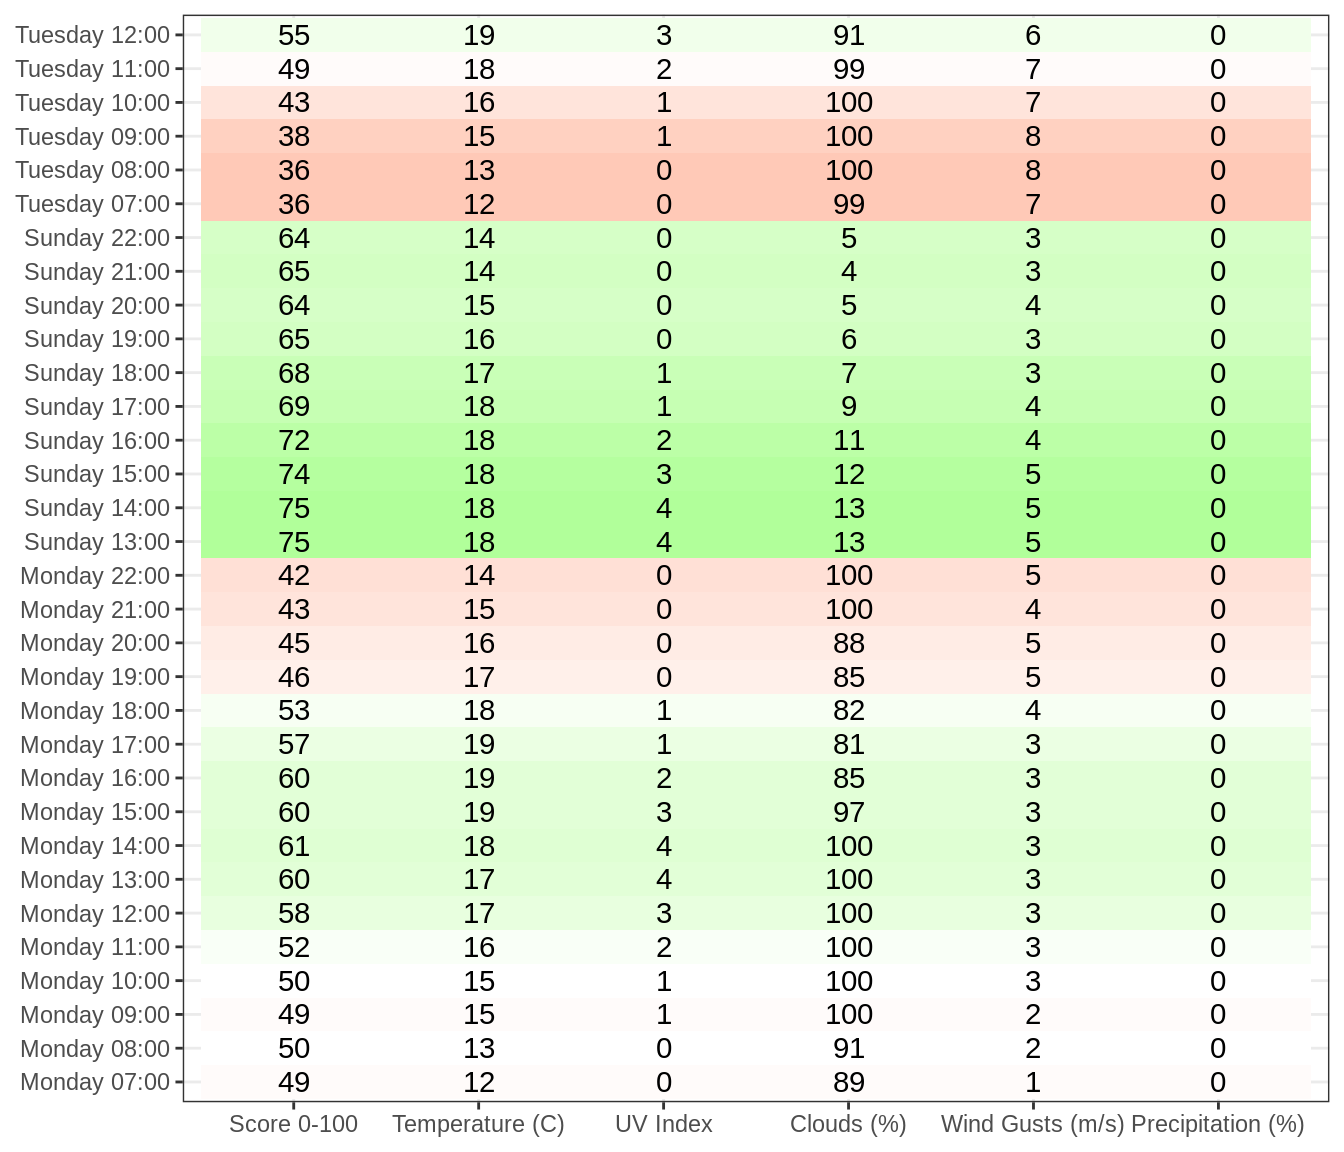 Tuesday 12:00 55 19 3 91 6 0
Tuesday 11:00 49 18 2 99 7 0
Tuesday 10:00 43 16 1 100 7 0
Tuesday 09:00 38 15 1 100 8 0
Tuesday 08:00 36 13 0 100 8 0
Tuesday 07:00 36 12 0 99 7 0
Sunday 22:00 64 14 0 5 3 0
Sunday 21:00 65 14 0 4 3 0
Sunday 20:00 64 15 0 5 4 0
Sunday 19:00 65 16 0 6 3 0
Sunday 18:00 68 17 1 7 3 0
Sunday 17:00 69 18 1 9 4 0
Sunday 16:00 72 18 2 11 4 0
Sunday 15:00 74 18 3 12 5 0
Sunday 14:00 75 18 4 13 5 0
Sunday 13:00 75 18 4 13 5 0
Monday 22:00 42 14 0 100 5 0
Monday 21:00 43 15 0 100 4 0
Monday 20:00 45 16 0 88 5 0
Monday 19:00 46 17 0 85 5 0
Monday 18:00 53 18 1 82 4 0
Monday 17:00 57 19 1 81 3 0
Monday 16:00 60 19 2 85 3 0
Monday 15:00 60 19 3 97 3 0
Monday 14:00 61 18 4 100 3 0
Monday 13:00 60 17 4 100 3 0
Monday 12:00 58 17 3 100 3 0
Monday 11:00 52 16 2 100 3 0
Monday 10:00 50 15 1 100 3 0
Monday 09:00 49 15 1 100 2 0
Monday 08:00 50 13 0 91 2 0
Monday 07:00 49 12 0 89 1 0
Score 0-100 Temperature (C) UV Index Clouds (%) Wind Gusts (m/s) Precipitation (%)